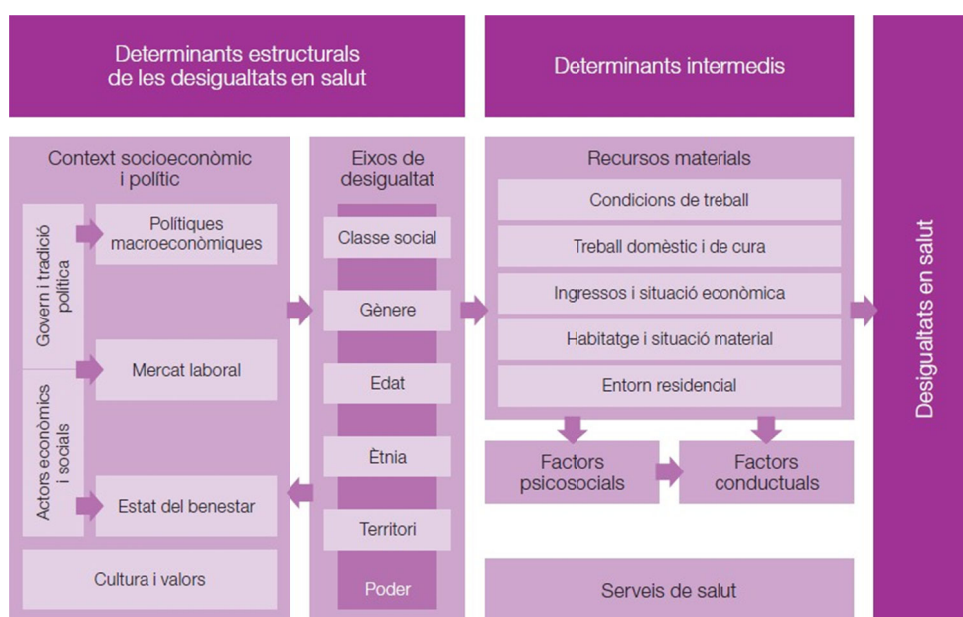 Determinants estructurals
de les desigualtats en salut
Determinants intermedis
Desigualtats en salut
Context socioeconòmic
i polític
Govern i tradició
política
Actors econòmics
i socials
Polítiques
macroeconòmiques
Mercat laboral
Estat del benestar
Cultura i valors
Eixos de
desigualtat
Classe social
Gènere
Edat
Ètnia
Territori
Poder
Recursos materials
Condicions de treball
Treball domèstic i de cura
Ingressos i situació econòmica
Habitatge i situació material
Entorn residencial
Factors
psicosocials
Factors
conductuals
Serveis de salut